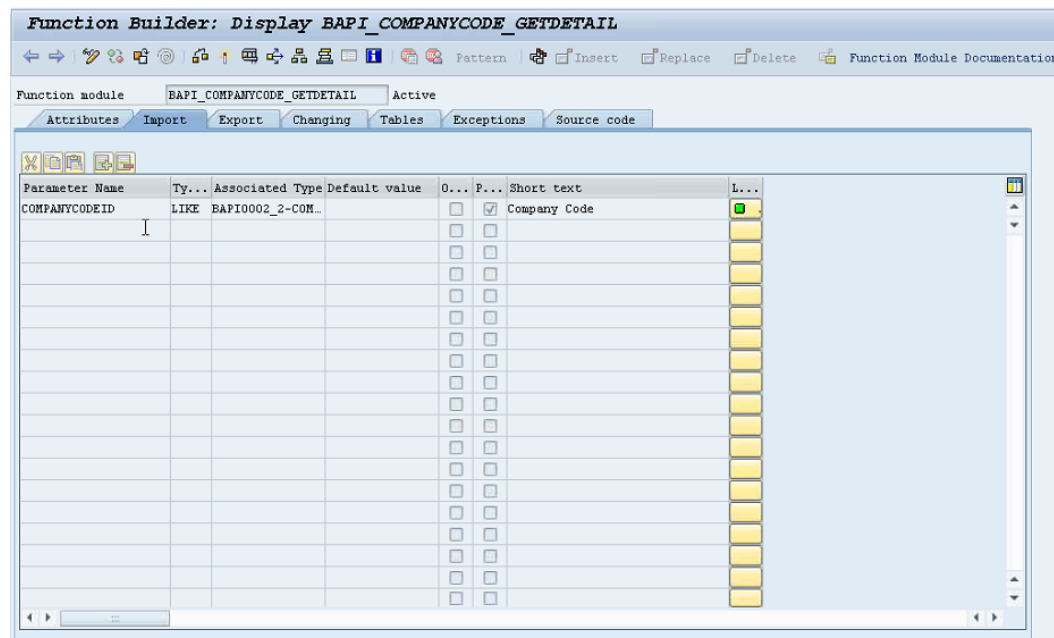 Function Builder: Display BAPI_COMPANYCODE_GETDETAIL
Pattern Insert Replace Delete Function Module Documentatio
Function module BAPI_COMPANYCODE_GETDETAIL Active
Attributes Import Export Changing Tables Exceptions Source code
Parameter Name Ty... Associated Type Default value O... P... Short text L...
COMPANYCODEID LIKE BAPI0002_2-COM... Company Code